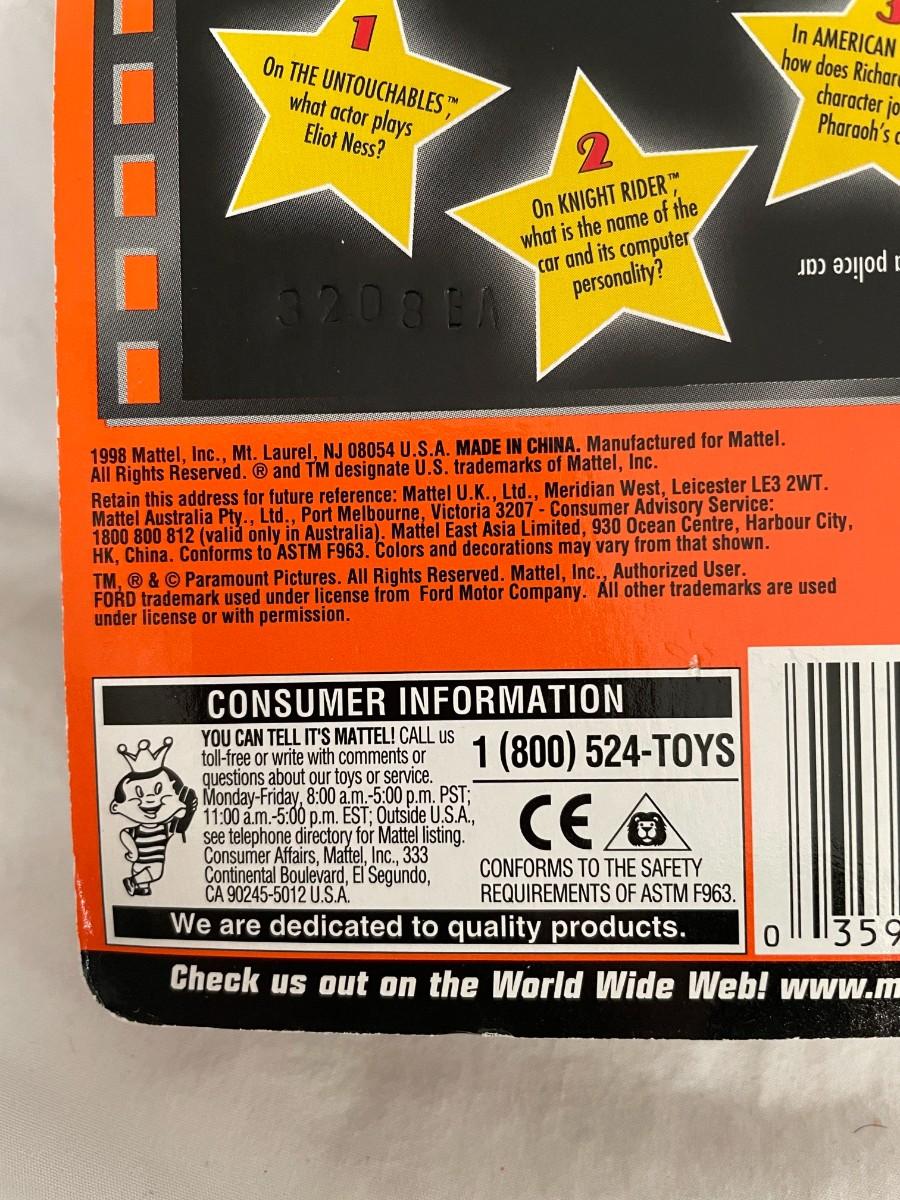 1
On THE UNTOUCHABLES™,
what actor plays
Eliot Ness?
2
On KNIGHT RIDER™,
what is the name of the
car and its computer
personality?
3
In AMERICAN
how does
character
Pharaoh's
police car
3208EA
1998 Mattel, Inc., Mt. Laurel, NJ 08054 U.S.A. MADE IN CHINA. Manufactured for Mattel.
All Rights Reserved. ® and TM designate U.S. trademarks of Mattel, Inc.
Retain this address for future reference: Mattel U.K., Ltd., Meridian West, Leicester LE3 2WT.
Mattel Australia Pty., Ltd., Port Melbourne, Victoria 3207 - Consumer Advisory Service:
1800 800 812 (valid only in Australia). Mattel East Asia Limited, 930 Ocean Centre, Harbour City,
HK, China. Conforms to ASTM F963. Colors and decorations may vary from that shown.
TM, ® & © Paramount Pictures. All Rights Reserved. Mattel, Inc., Authorized User.
FORD trademark used under license from Ford Motor Company. All other trademarks are used
under license or with permission.
CONSUMER INFORMATION
YOU CAN TELL IT'S MATTEL! CALL us
toll-free or write with comments or
questions about our toys or service.
Monday-Friday, 8:00 a.m.-5:00 p.m. PST;
11:00 a.m.-5:00 p.m. EST; Outside U.S.A.,
see telephone directory for Mattel listing.
Consumer Affairs, Mattel, Inc., 333
Continental Boulevard, El Segundo,
CA 90245-5012 U.S.A.
1 (800) 524-TOYS
CE
CONFORMS TO THE SAFETY
REQUIREMENTS OF ASTM F963.
We are dedicated to quality products.
0 359
Check us out on the World Wide Web! www.m